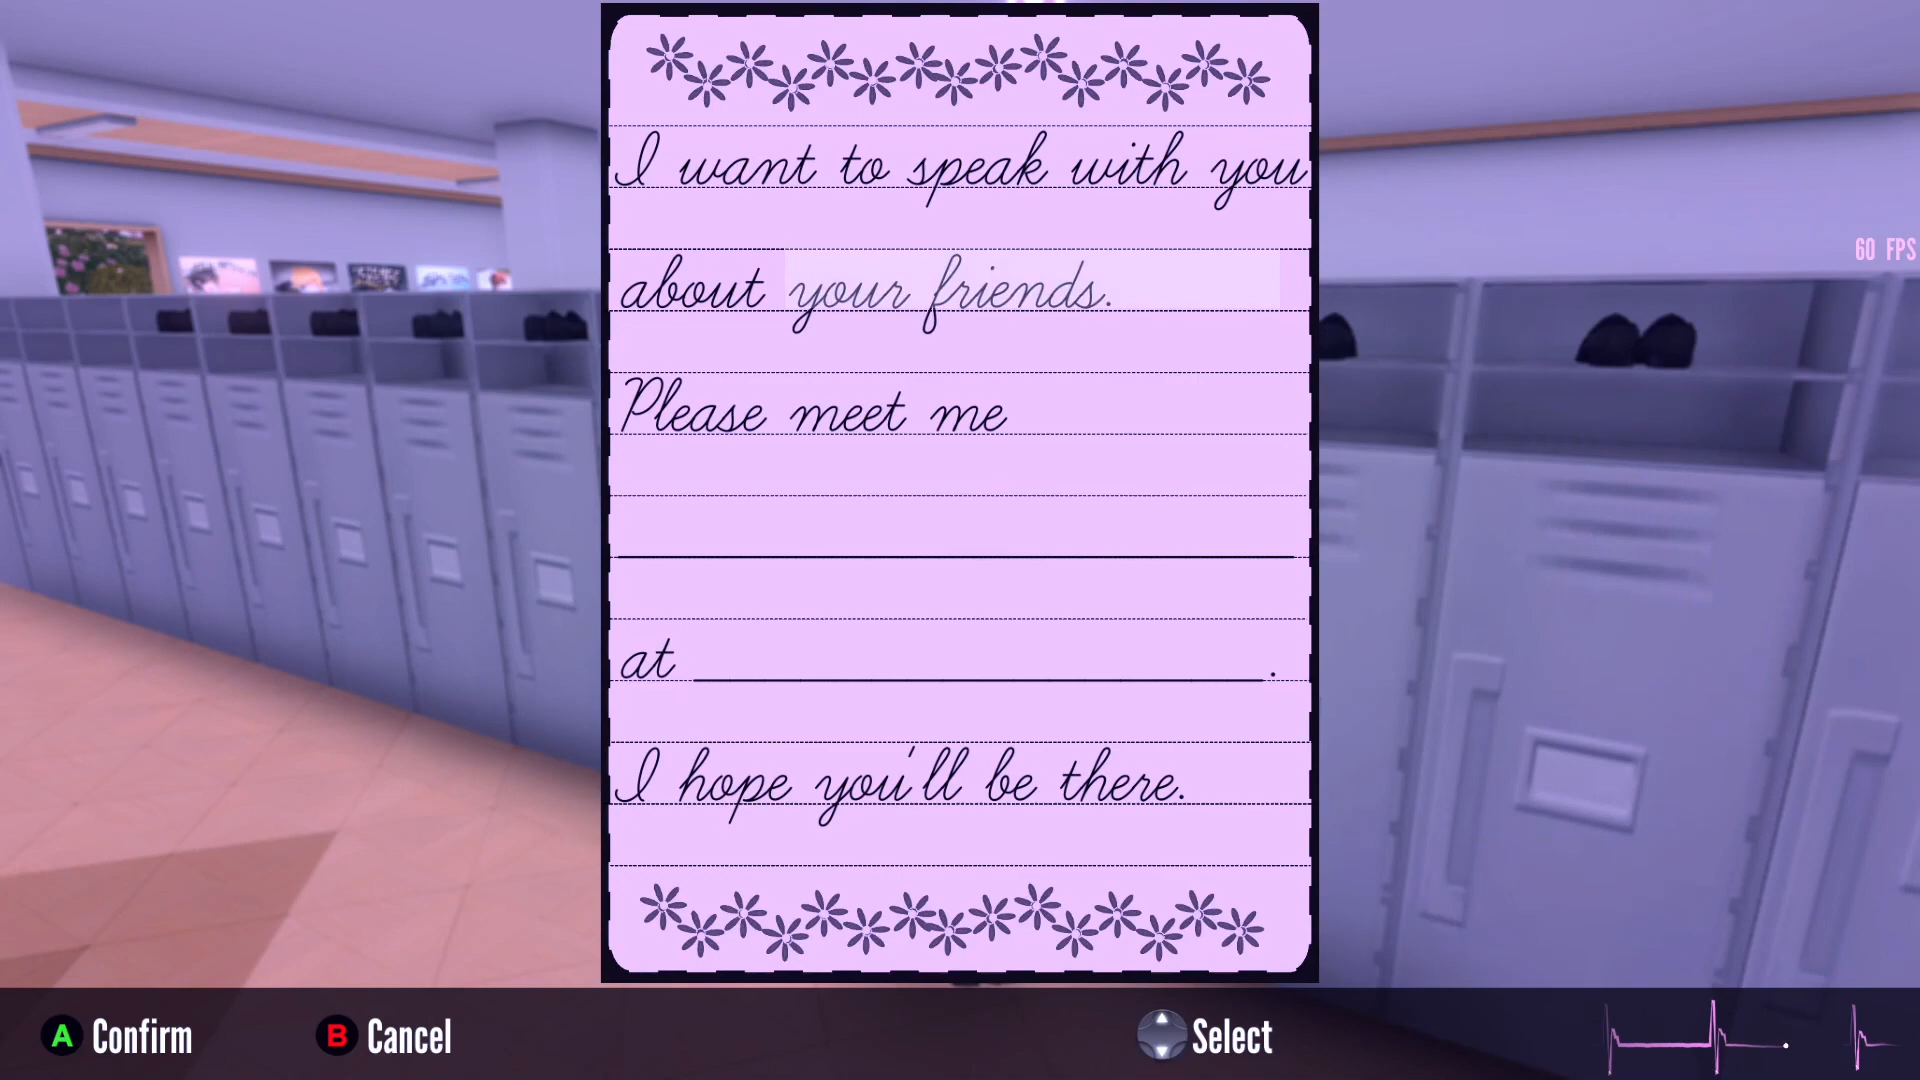 I want to speak with you
about your friends.
Please meet me
at .
I hope you'll be there.
60 FPS
A Confirm
B Cancel
Select